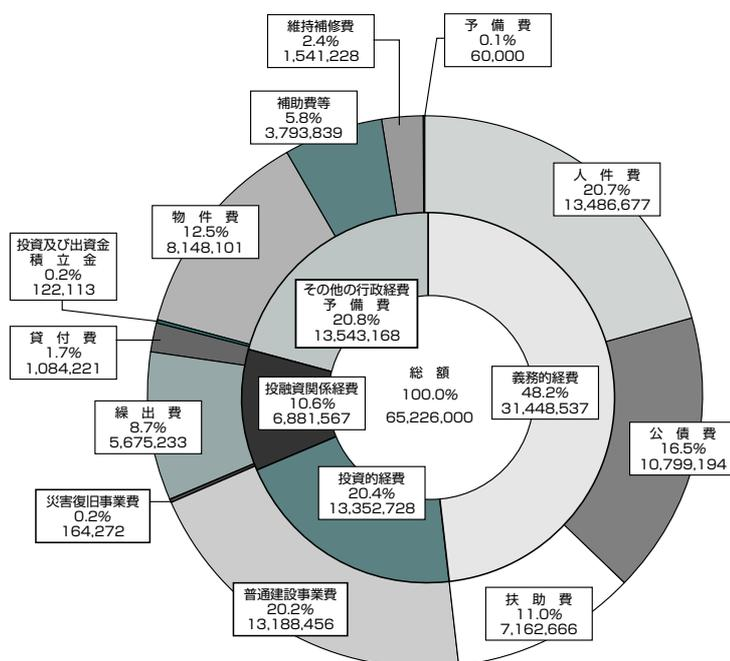 維持補修費
2.4%
1,541,228
予　備　費
0.1%
60,000
補助費等
5.8%
3,793,839
人　件　費
20.7%
13,486,677
物　件　費
12.5%
8,148,101
投資及び出資金
積　立　金
0.2%
122,113
その他の行政経費
予　備　費
20.8%
13,543,168
貸　付　費
1.7%
1,084,221
総　額
100.0%
65,226,000
義務的経費
48.2%
31,448,537
投融資関係経費
10.6%
6,881,567
繰　出　費
8.7%
5,675,233
公　債　費
16.5%
10,799,194
投資的経費
20.4%
13,352,728
災害復旧事業費
0.2%
164,272
普通建設事業費
20.2%
13,188,456
扶　助　費
11.0%
7,162,666